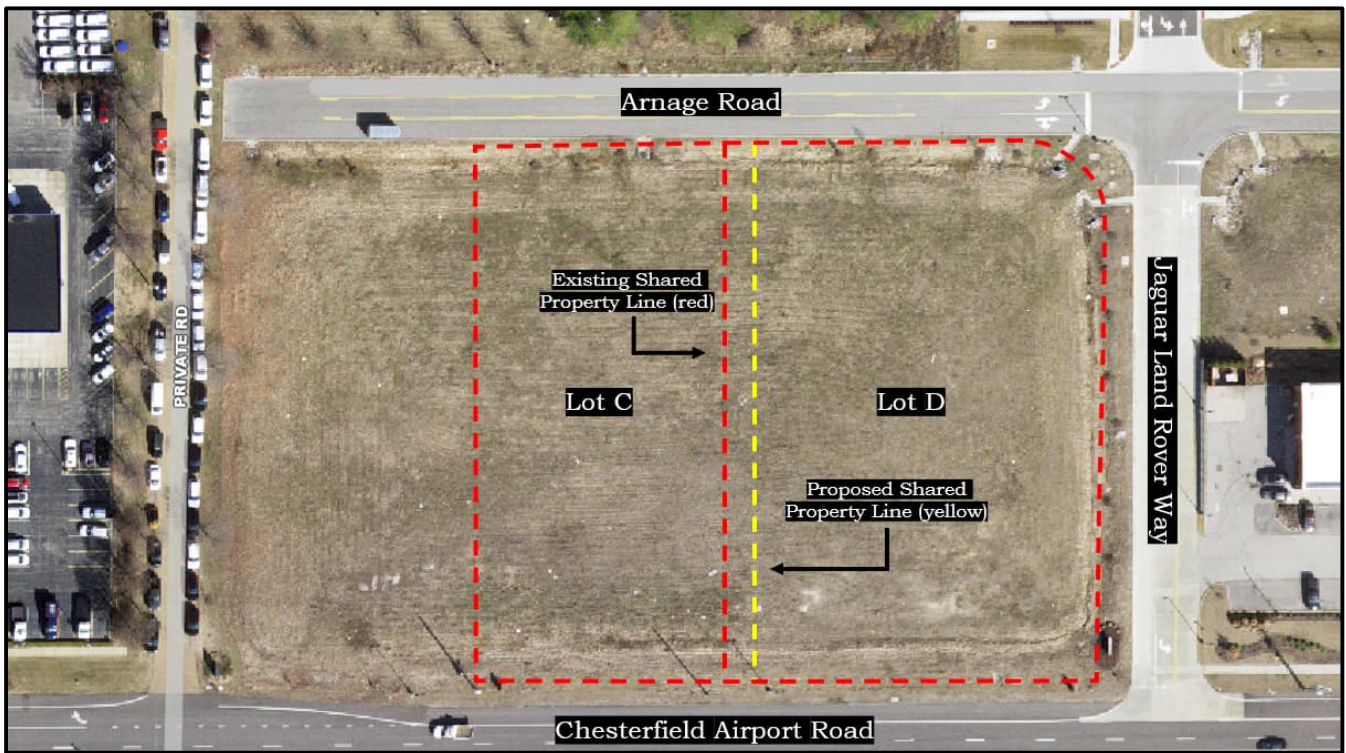 Arnage Road
Existing Shared
Property Line (red)
PRIVATE RD
Lot C
Lot D
Jaguar Land Rover Way
Proposed Shared
Property Line (yellow)
Chesterfield Airport Road